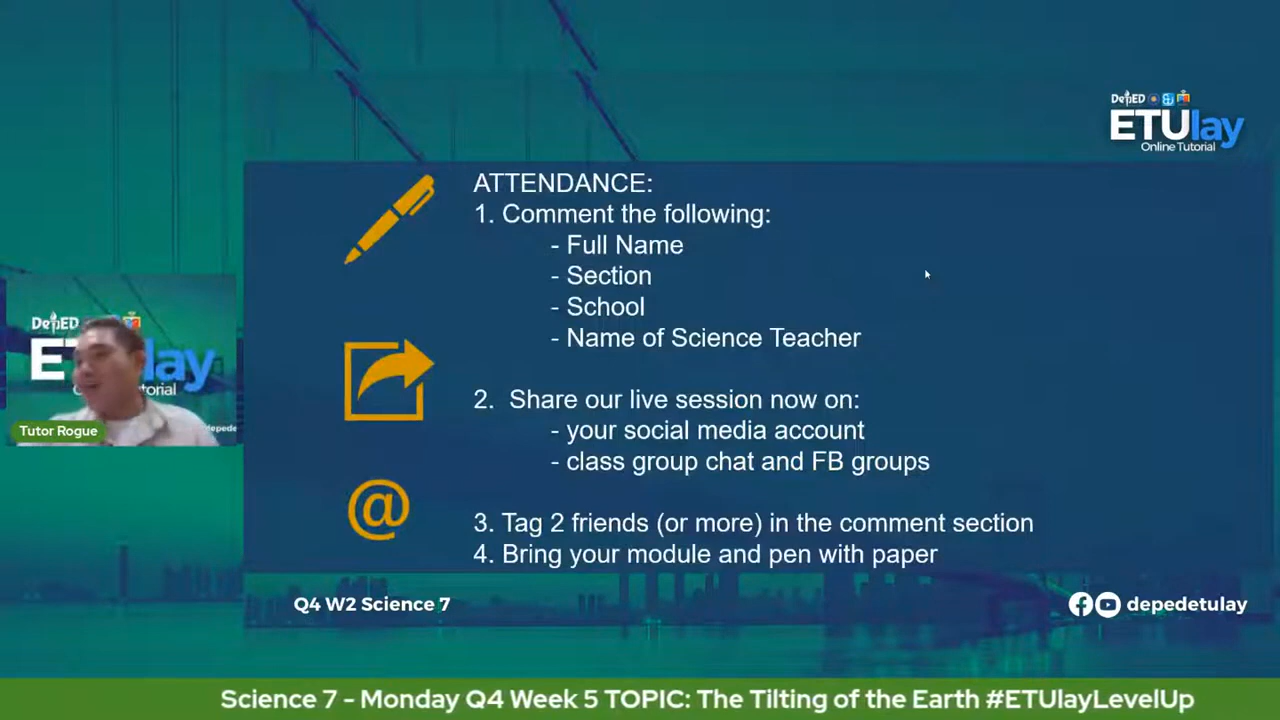 DepED
ETUlay
Online Tutorial
ATTENDANCE:
1. Comment the following:
- Full Name
- Section
- School
- Name of Science Teacher
2. Share our live session now on:
- your social media account
- class group chat and FB groups
@
3. Tag 2 friends (or more) in the comment section
4. Bring your module and pen with paper
DepED
Tutor Rogue
Q4 W2 Science 7
depedetulay
Science 7 - Monday Q4 Week 5 TOPIC: The Tilting of the Earth #ETUlayLevelUp